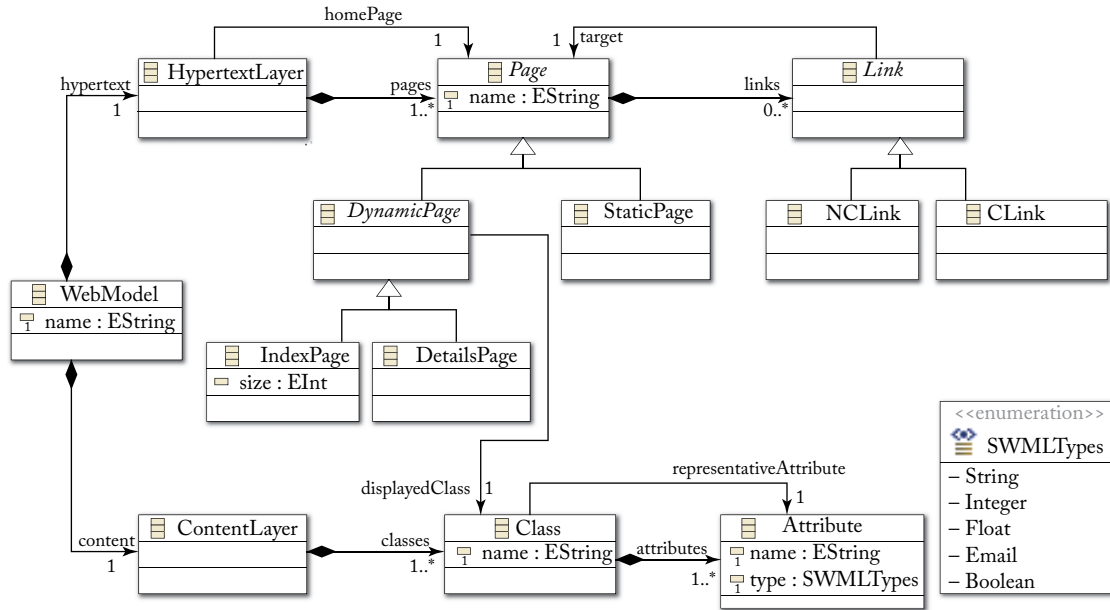 homePage
1
1 target
HypertextLayer
Page
Link
hypertext
1
pages
1..*
1 name : EString
links
0..*
DynamicPage
StaticPage
NCLink
CLink
WebModel
1 name : EString
IndexPage
size : EInt
DetailsPage
<<enumeration>>
SWMLTypes
– String
– Integer
– Float
– Email
– Boolean
displayedClass 1
representativeAttribute
1
content
1
ContentLayer
classes
1..*
Class
1 name : EString
attributes
1..*
Attribute
1 name : EString
1 type : SWMLTypes